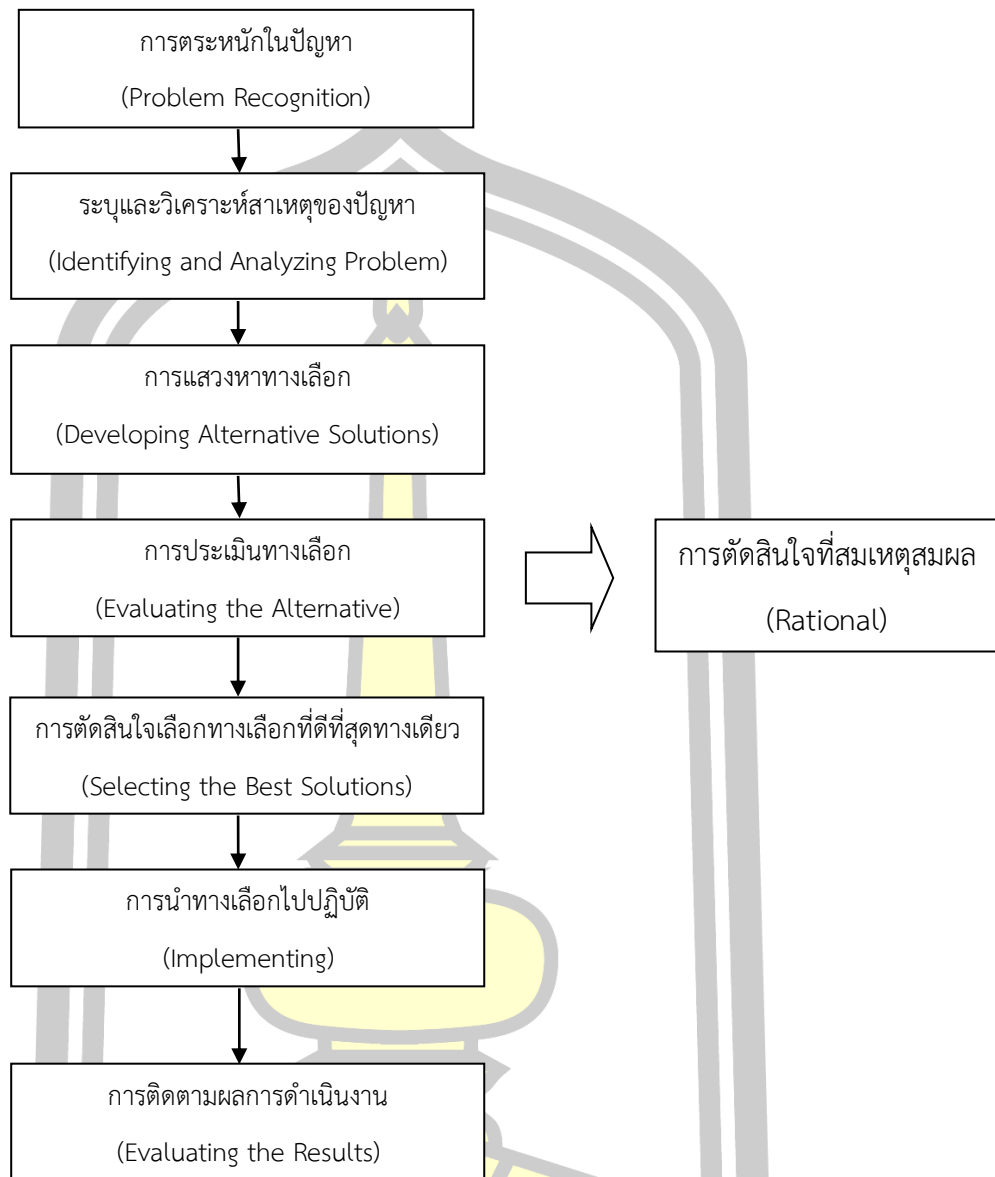 การตระหนักในปัญหา
(Problem Recognition)
ระบุและวิเคราะห์สาเหตุของปัญหา
(Identifying and Analyzing Problem)
การแสวงหาทางเลือก
(Developing Alternative Solutions)
การประเมินทางเลือก
(Evaluating the Alternative)
การตัดสินใจที่สมเหตุสมผล
(Rational)
การตัดสินใจเลือกทางเลือกที่ดีที่สุดทางเดียว
(Selecting the Best Solutions)
การนำทางเลือกไปปฏิบัติ
(Implementing)
การติดตามผลการดำเนินงาน
(Evaluating the Results)